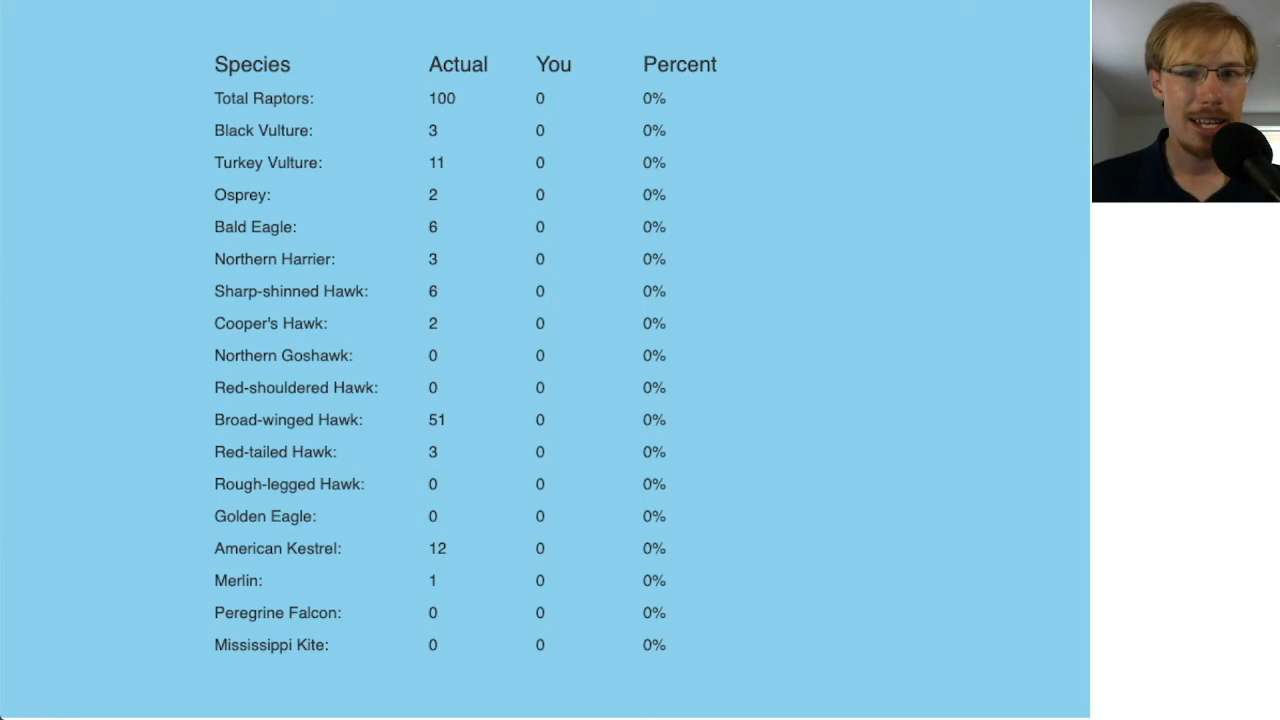 Species Actual You Percent
Total Raptors: 100 0 0%
Black Vulture: 3 0 0%
Turkey Vulture: 11 0 0%
Osprey: 2 0 0%
Bald Eagle: 6 0 0%
Northern Harrier: 3 0 0%
Sharp-shinned Hawk: 6 0 0%
Cooper's Hawk: 2 0 0%
Northern Goshawk: 0 0 0%
Red-shouldered Hawk: 0 0 0%
Broad-winged Hawk: 51 0 0%
Red-tailed Hawk: 3 0 0%
Rough-legged Hawk: 0 0 0%
Golden Eagle: 0 0 0%
American Kestrel: 12 0 0%
Merlin: 1 0 0%
Peregrine Falcon: 0 0 0%
Mississippi Kite: 0 0 0%